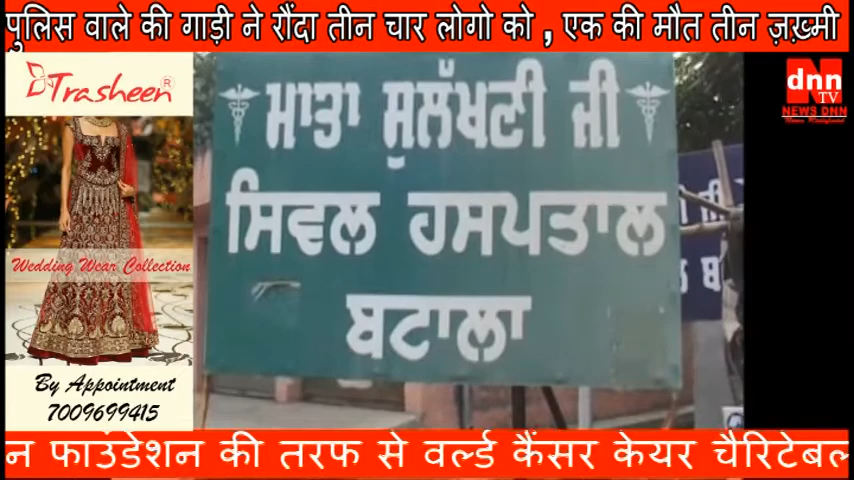 पुलिस वाले की गाड़ी ने रौंदा तीन चार लोगो को , एक की मौत तीन ज़ख़्मी
Trasheen®
dnn
TV
NEWS DNN
ਮਾਤਾ ਸੁਲੱਖਣੀ ਜੀ
ਸਿਵਲ ਹਸਪਤਾਲ
ਬਟਾਲਾ
Wedding Wear Collection
By Appointment
7009699415
न फाउंडेशन की तरफ से वर्ल्ड कैंसर केयर चैरिटेबल